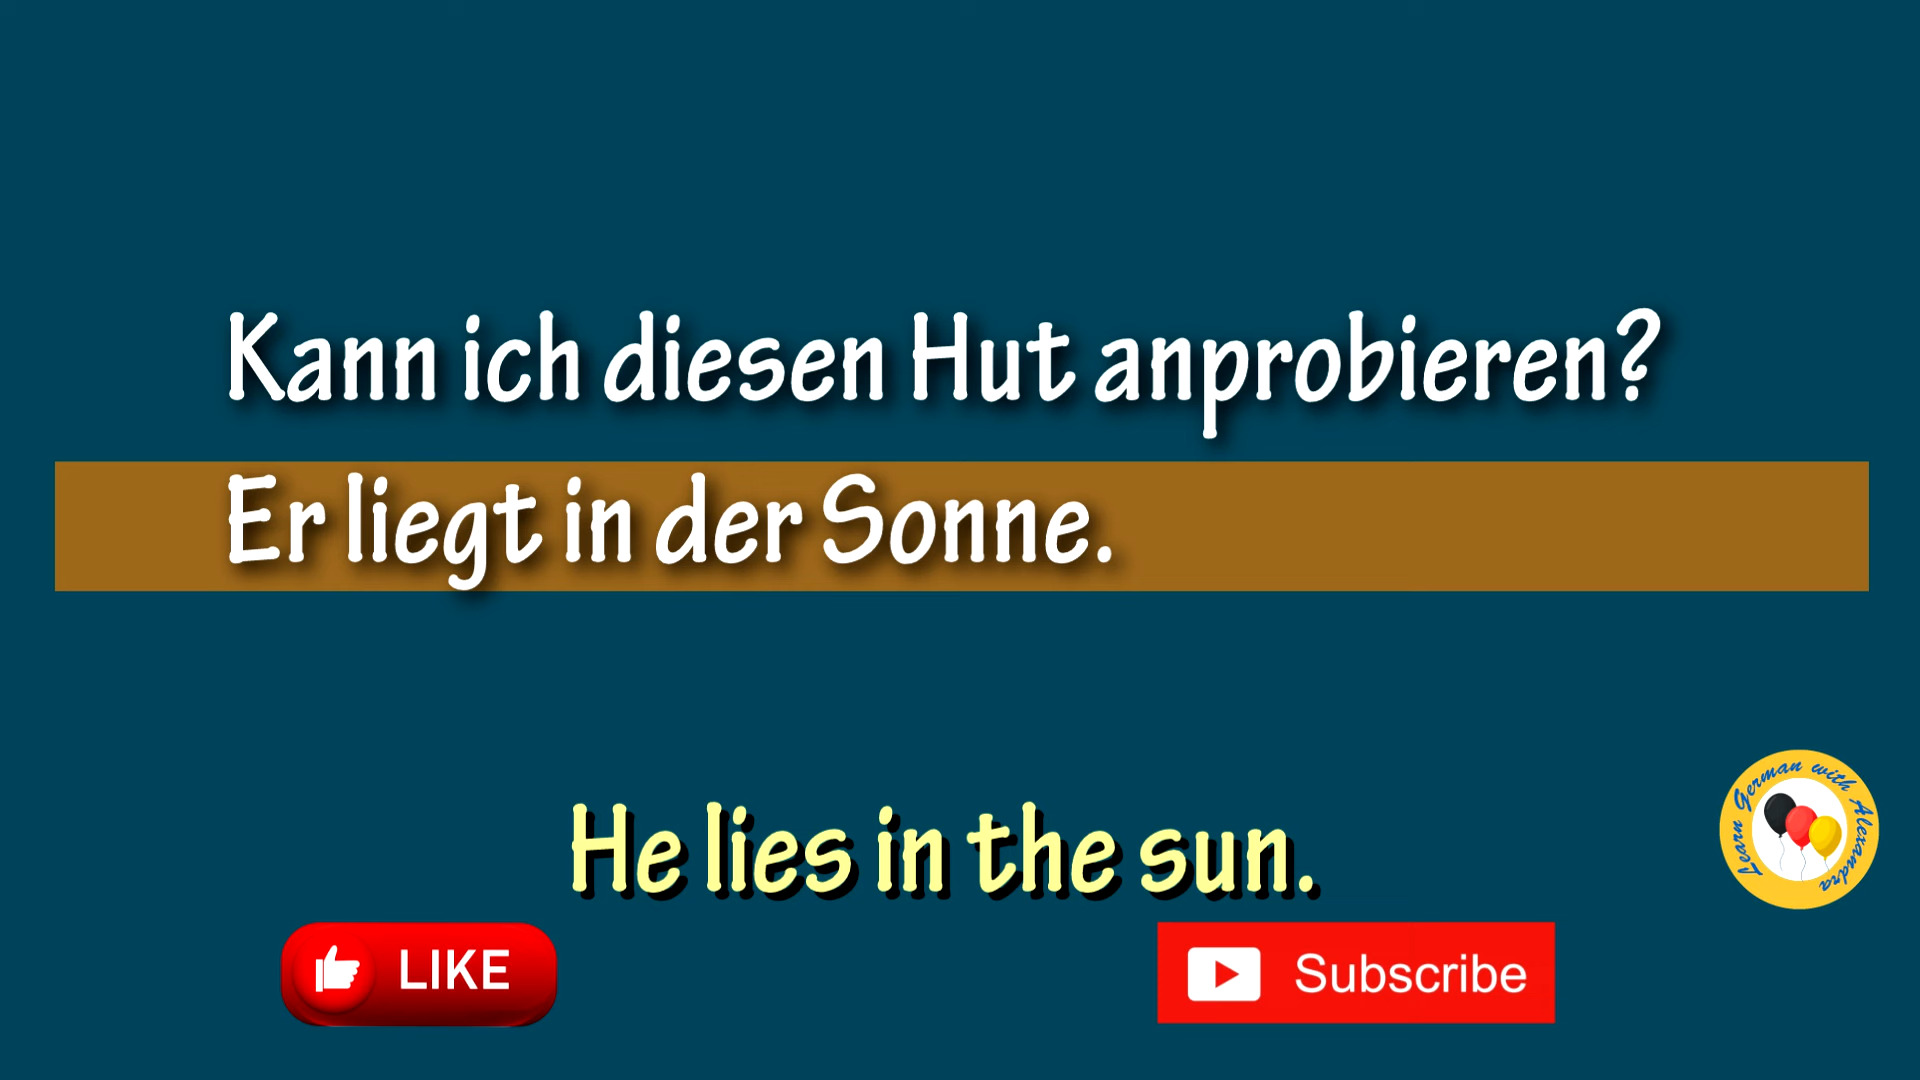 Kann ich diesen Hut anprobieren?
Er liegt in der Sonne.
Learn German with Alexandra
He lies in the sun.
LIKE
Subscribe